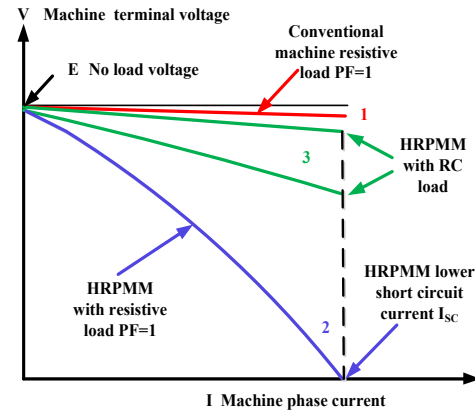 V Machine terminal voltage
Conventional
machine resistive
load PF=1
E No load voltage
1
3
HRPMM
with RC
load
HRPMM
with resistive
load PF=1
2
HRPMM lower
short circuit
current I_SC
I Machine phase current